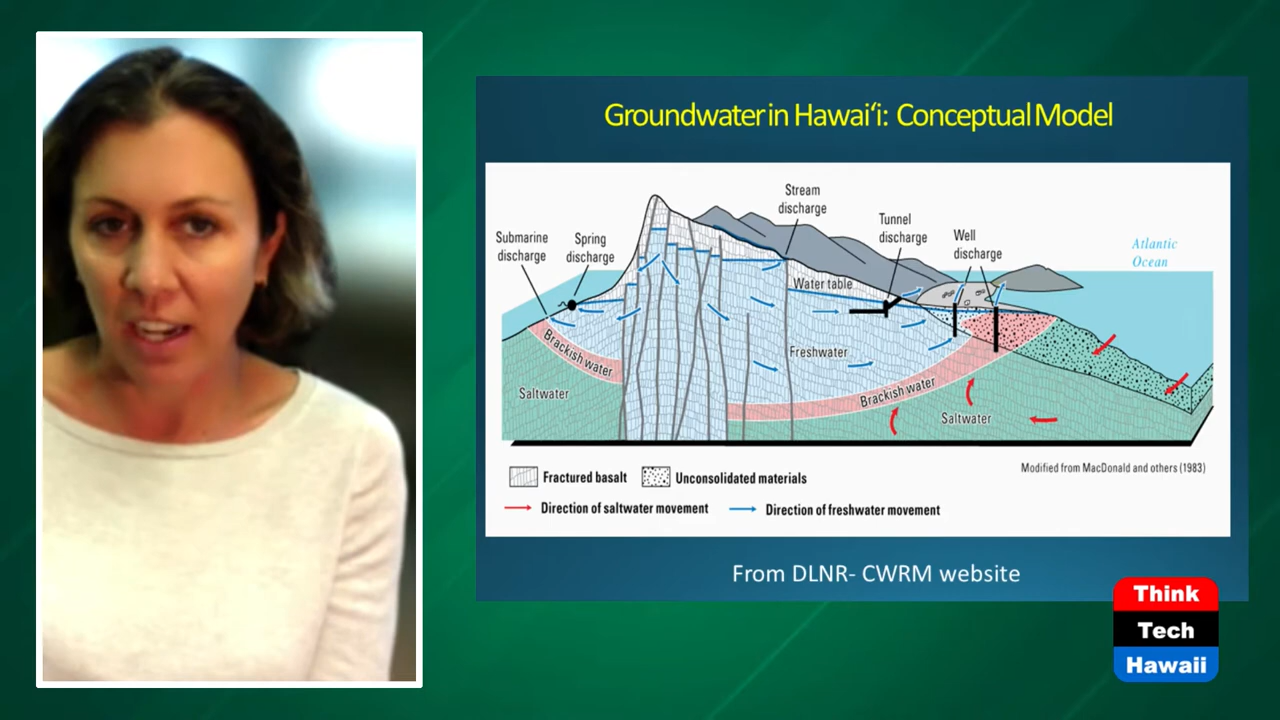 Groundwater in Hawai‘i: Conceptual Model
Stream
discharge
Tunnel
discharge
Well
discharge
Submarine
discharge
Spring
discharge
Atlantic
Ocean
Water table
Freshwater
Brackish water
Brackish water
Saltwater
Saltwater
Modified from MacDonald and others (1983)
Fractured basalt
Unconsolidated materials
Direction of saltwater movement
Direction of freshwater movement
From DLNR- CWRM website
Think
Tech
Hawaii